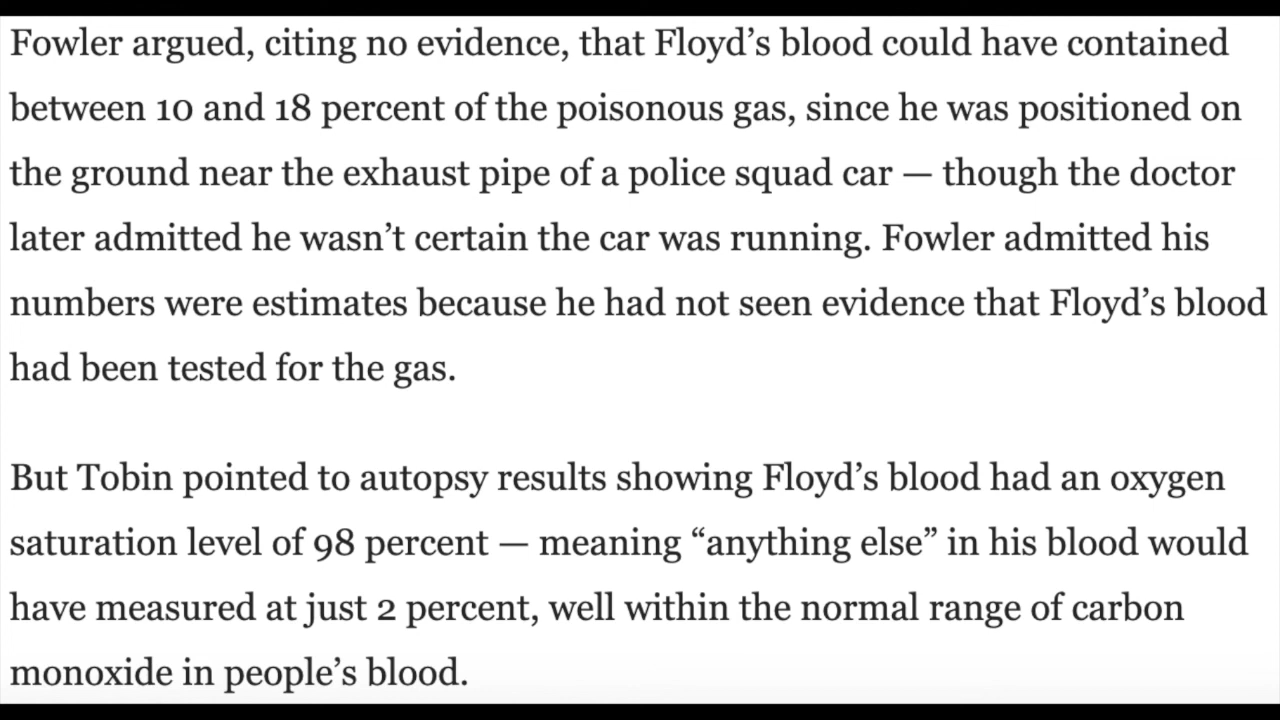 Fowler argued, citing no evidence, that Floyd’s blood could have contained
between 10 and 18 percent of the poisonous gas, since he was positioned on
the ground near the exhaust pipe of a police squad car — though the doctor
later admitted he wasn’t certain the car was running. Fowler admitted his
numbers were estimates because he had not seen evidence that Floyd’s blood
had been tested for the gas.
But Tobin pointed to autopsy results showing Floyd’s blood had an oxygen
saturation level of 98 percent — meaning “anything else” in his blood would
have measured at just 2 percent, well within the normal range of carbon
monoxide in people’s blood.